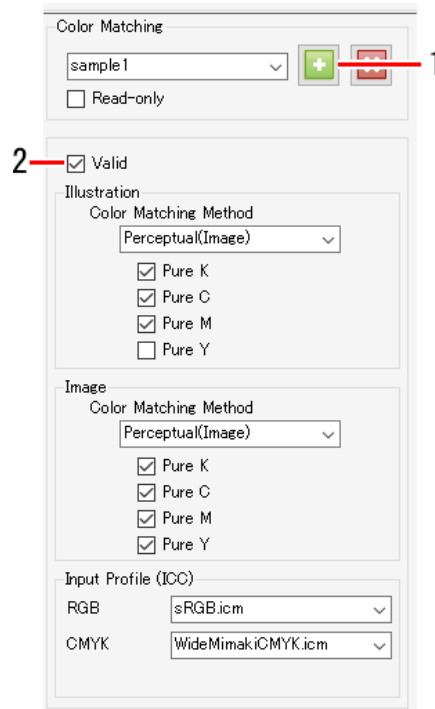 Color Matching
sample1
1
Read-only
2
Valid
Illustration
Color Matching Method
Perceptual(Image)
Pure K
Pure C
Pure M
Pure Y
Image
Color Matching Method
Perceptual(Image)
Pure K
Pure C
Pure M
Pure Y
Input Profile (ICC)
RGB sRGB.icm
CMYK WideMimakiCMYK.icm